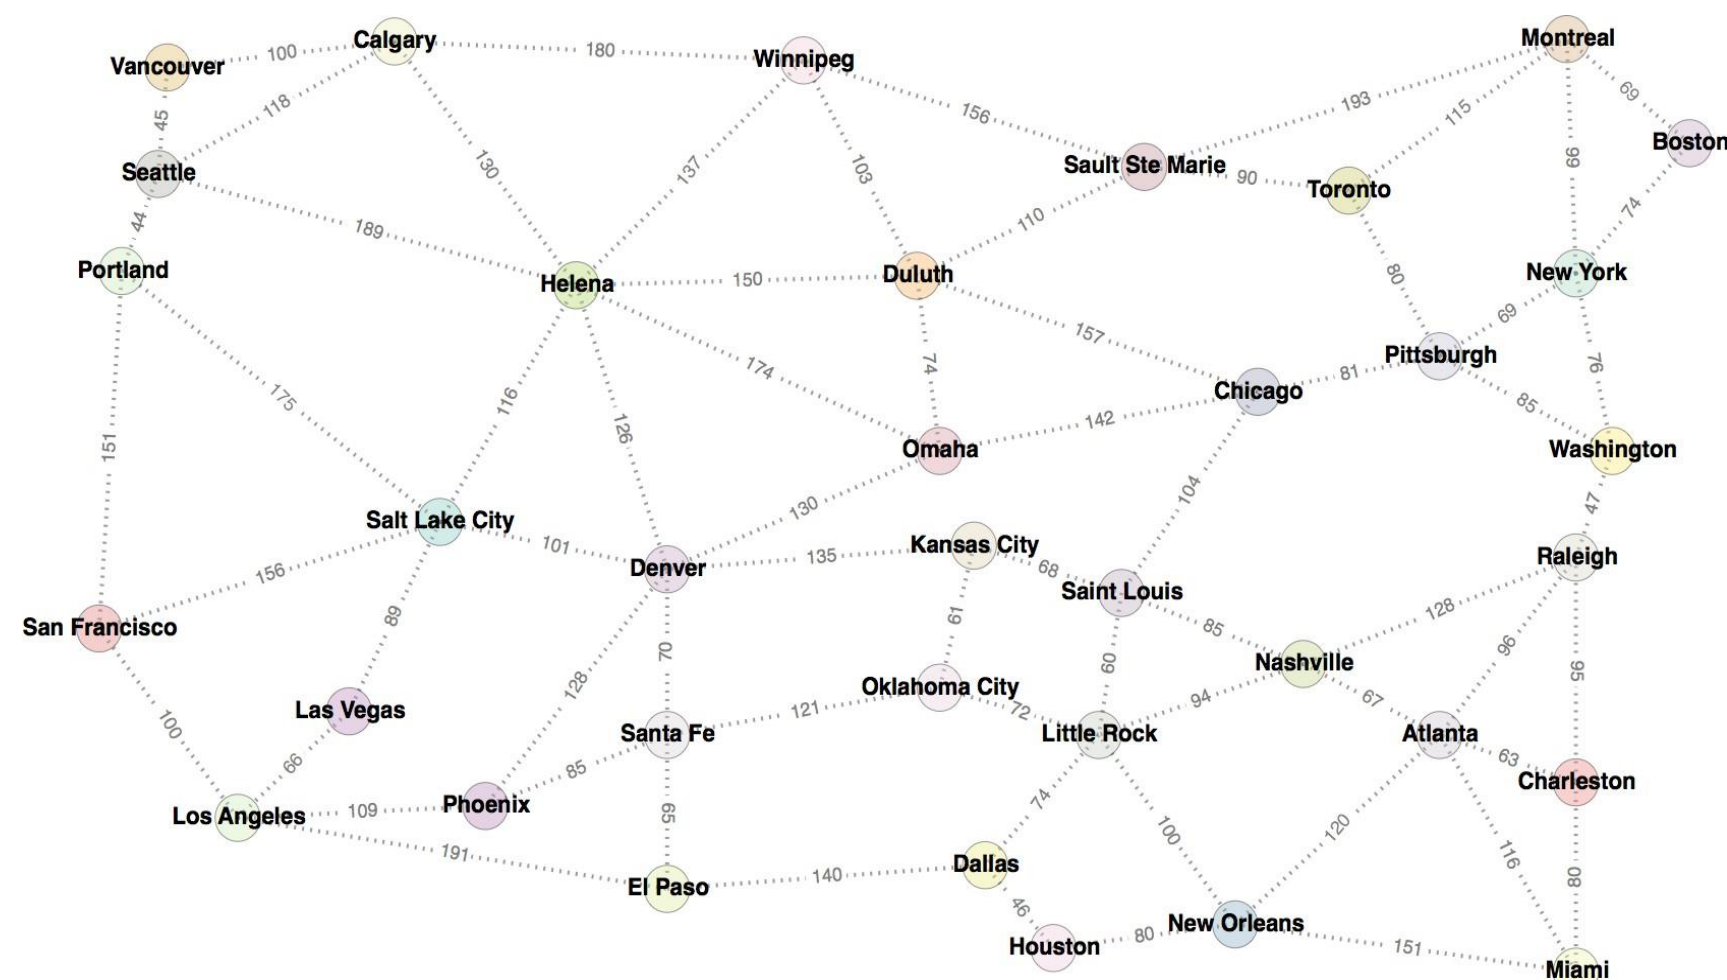 Montreal
Calgary
Vancouver
100
180
Winnipeg
69
193
118
156
115
45
Boston
130
137
103
99
Seattle
Sault Ste Marie
90
Toronto
74
44
110
189
Portland
Helena
150
Duluth
80
New York
69
157
Pittsburgh
76
174
74
Chicago
81
175
116
85
142
126
151
Omaha
Washington
104
130
47
Salt Lake City
101
Kansas City
135
Raleigh
156
Denver
68
Saint Louis
89
61
85
128
San Francisco
70
60
96
Nashville
95
128
Oklahoma City
94
67
Las Vegas
121
72
100
Santa Fe
Little Rock
Atlanta
66
85
63
Charleston
Phoenix
109
74
Los Angeles
65
100
120
191
116
Dallas
140
80
El Paso
46
New Orleans
80
Houston
151
Miami